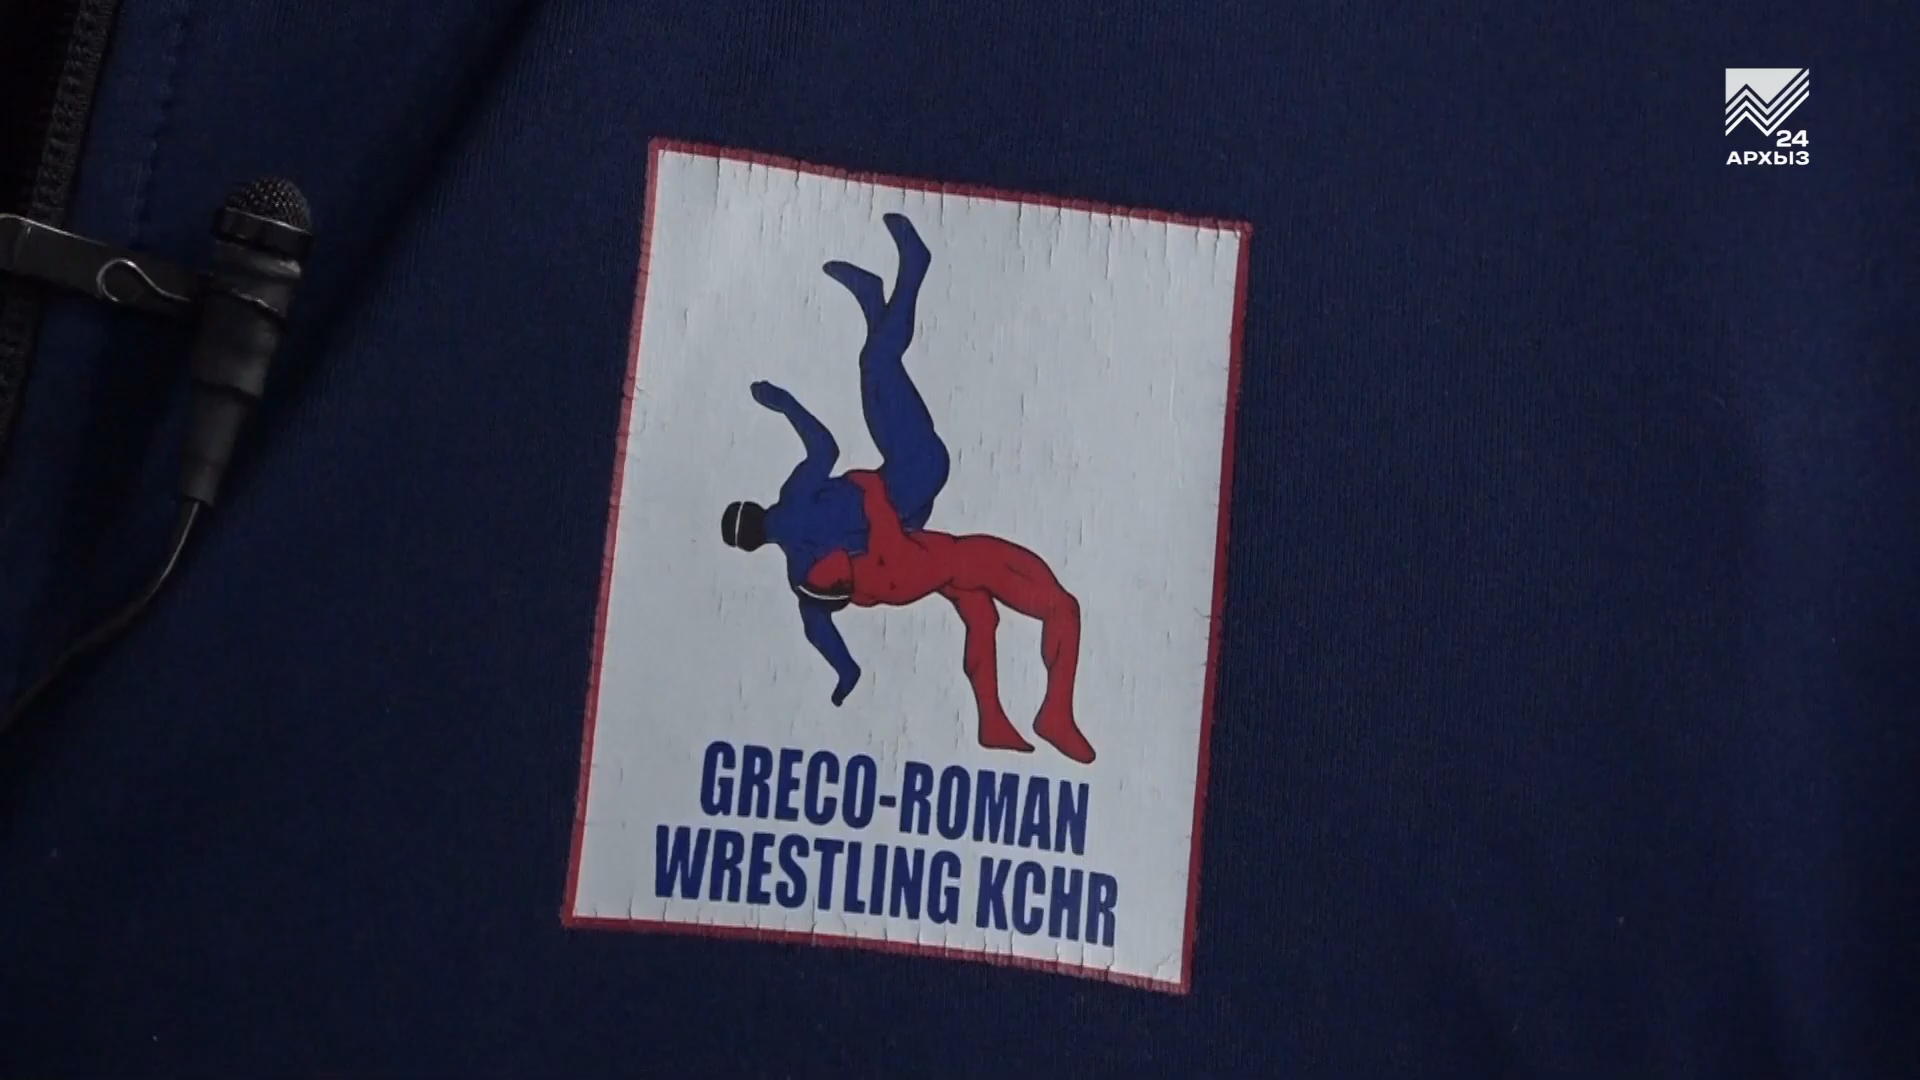 24
АРХЫЗ
GRECO-ROMAN
WRESTLING KCHR